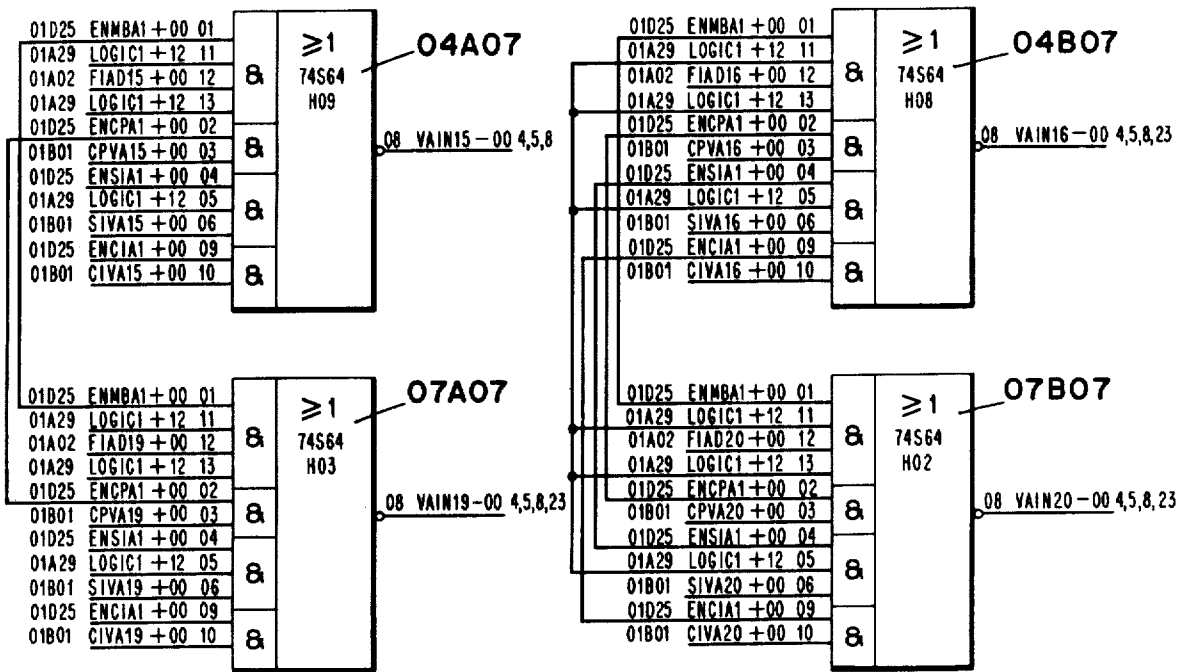 01D25 ENMBA1+00 01
01A29 LOGIC1+12 11
01A02 FIAD15+00 12
01A29 LOGIC1+12 13
01D25 ENCPA1+00 02
01B01 CPVA15+00 03
01D25 ENSIA1+00 04
01A29 LOGIC1+12 05
01B01 SIVA15+00 06
01D25 ENCIA1+00 09
01B01 CIVA15+00 10
&
&
&
&
≥1
74S64
H09
04A07
08 VAIN15-00 4,5,8
01D25 ENMBA1+00 01
01A29 LOGIC1+12 11
01A02 FIAD16+00 12
01A29 LOGIC1+12 13
01D25 ENCPA1+00 02
01B01 CPVA16+00 03
01D25 ENSIA1+00 04
01A29 LOGIC1+12 05
01B01 SIVA16+00 06
01D25 ENCIA1+00 09
01B01 CIVA16+00 10
&
&
&
&
≥1
74S64
H08
04B07
08 VAIN16-00 4,5,8,23
01D25 ENMBA1+00 01
01A29 LOGIC1+12 11
01A02 FIAD19+00 12
01A29 LOGIC1+12 13
01D25 ENCPA1+00 02
01B01 CPVA19+00 03
01D25 ENSIA1+00 04
01A29 LOGIC1+12 05
01B01 SIVA19+00 06
01D25 ENCIA1+00 09
01B01 CIVA19+00 10
&
&
&
&
≥1
74S64
H03
07A07
08 VAIN19-00 4,5,8,23
01D25 ENMBA1+00 01
01A29 LOGIC1+12 11
01A02 FIAD20+00 12
01A29 LOGIC1+12 13
01D25 ENCPA1+00 02
01B01 CPVA20+00 03
01D25 ENSIA1+00 04
01A29 LOGIC1+12 05
01B01 SIVA20+00 06
01D25 ENCIA1+00 09
01B01 CIVA20+00 10
&
&
&
&
≥1
74S64
H02
07B07
08 VAIN20-00 4,5,8,23